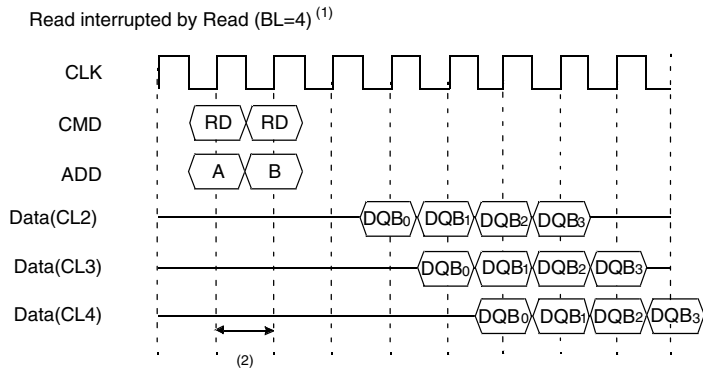 Read interrupted by Read (BL=4) (1)
CLK
CMD RD RD
ADD A B
Data(CL2) DQB0 DQB1 DQB2 DQB3
Data(CL3) DQB0 DQB1 DQB2 DQB3
Data(CL4) DQB0 DQB1 DQB2 DQB3
(2)